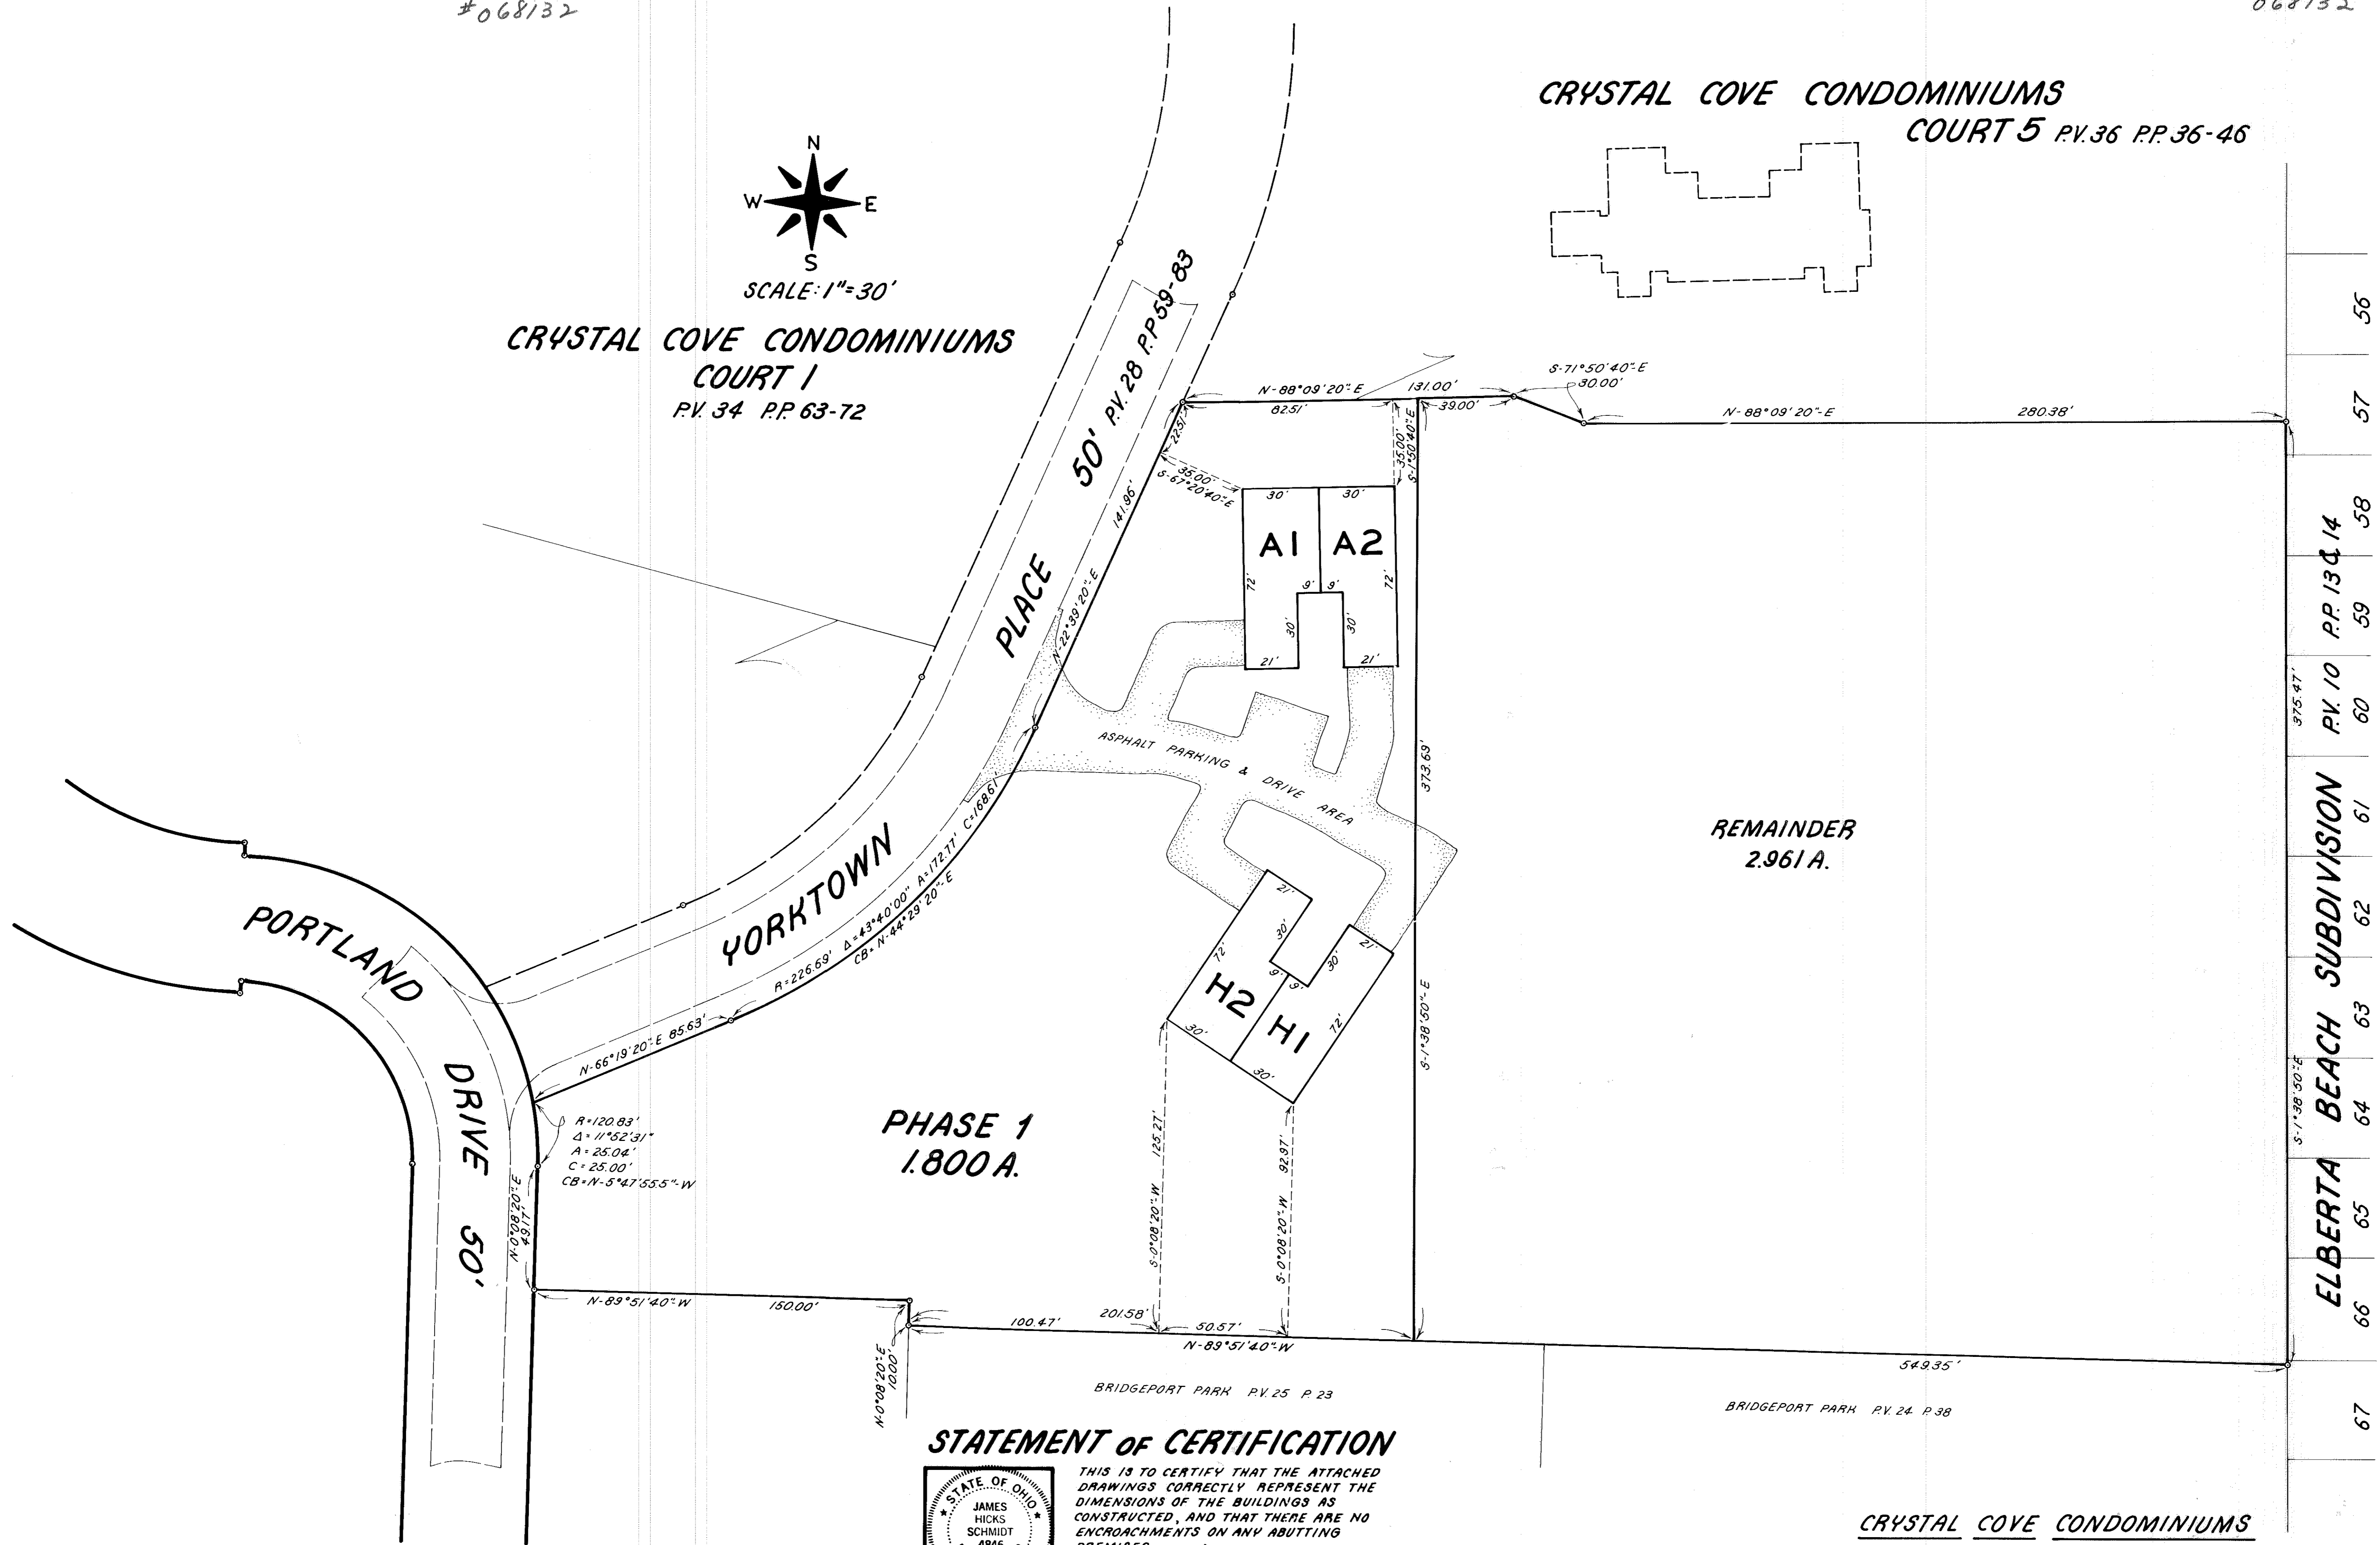 #068132
068132
CRYSTAL COVE CONDOMINIUMS
COURT 5 P.V. 36 P.P. 36-46
N
W
E
S
SCALE: 1"=30'
CRYSTAL COVE CONDOMINIUMS
COURT 1
P.V. 34 P.P. 63-72
YORKTOWN PLACE 50' P.V. 28 P.P. 59-83
N-88°09'20"-E 131.00'
82.51'
39.00'
S-71°50'40"-E
30.00'
N-88°09'20"-E 280.38'
22.51'
35.00'
S-67°20'40"-E
35.00'
S-1°50'40"-E
141.96'
N-22°39'20"-E
30'
30'
A1
A2
72'
72'
9'
9'
30'
30'
21'
21'
ASPHALT PARKING & DRIVE AREA
373.69'
S-1°38'50"-E
REMAINDER
2.961 A.
375.47'
S-1°38'50"-E
ELBERTA BEACH SUBDIVISION P.V. 10 P.P. 13 & 14
56
57
58
59
60
61
62
63
64
65
66
67
PORTLAND DRIVE 50'
R=226.69' Δ=43°40'00" A=172.77' C=168.61'
CB=N-44°29'20"-E
N-66°19'20"-E 85.63'
21'
30'
72'
9'
9'
30'
21'
H2
H1
72'
30'
30'
R=120.83'
Δ=11°52'31"
A=25.04'
C=25.00'
CB=N-5°47'55.5"-W
N-0°08'20"-E
49.17'
PHASE 1
1.800 A.
S-0°08'20"-W 125.27'
S-0°08'20"-W 92.97'
N-89°51'40"-W 150.00'
N-0°08'20"-E
10.00'
100.47'
201.58'
50.57'
N-89°51'40"-W
549.35'
BRIDGEPORT PARK P.V. 25 P. 23
BRIDGEPORT PARK P.V. 24 P. 38
STATEMENT OF CERTIFICATION
STATE OF OHIO
JAMES
HICKS
SCHMIDT
THIS IS TO CERTIFY THAT THE ATTACHED
DRAWINGS CORRECTLY REPRESENT THE
DIMENSIONS OF THE BUILDINGS AS
CONSTRUCTED, AND THAT THERE ARE NO
ENCROACHMENTS ON ANY ABUTTING
CRYSTAL COVE CONDOMINIUMS